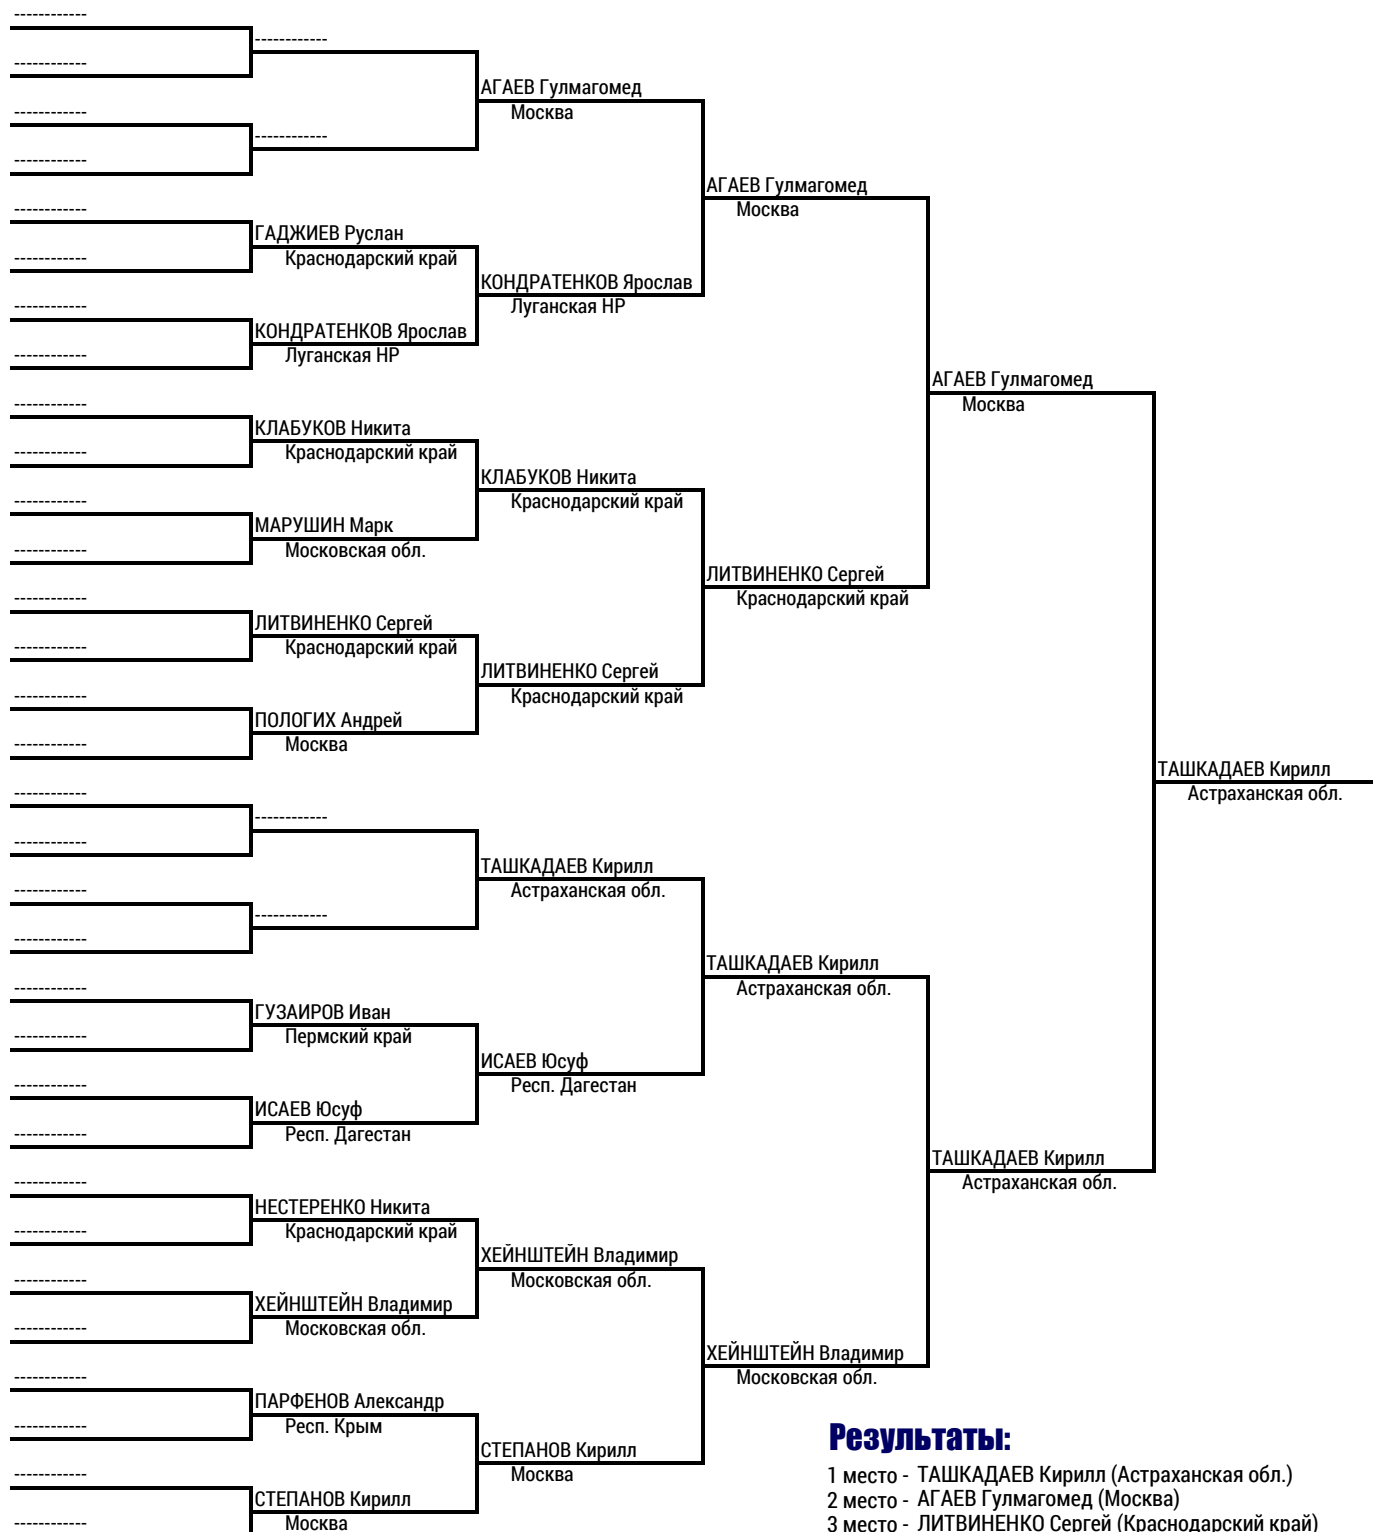 ------------
------------
------------
------------
АГАЕВ Гулмагомед
Москва
------------
------------
------------
АГАЕВ Гулмагомед
Москва
------------
ГАДЖИЕВ Руслан
Краснодарский край
------------
КОНДРАТЕНКОВ Ярослав
Луганская НР
------------
КОНДРАТЕНКОВ Ярослав
Луганская НР
------------
АГАЕВ Гулмагомед
Москва
------------
КЛАБУКОВ Никита
Краснодарский край
------------
КЛАБУКОВ Никита
Краснодарский край
------------
МАРУШИН Марк
Московская обл.
------------
ЛИТВИНЕНКО Сергей
Краснодарский край
------------
ЛИТВИНЕНКО Сергей
Краснодарский край
------------
ЛИТВИНЕНКО Сергей
Краснодарский край
------------
ПОЛОГИХ Андрей
Москва
------------
ТАШКАДАЕВ Кирилл
Астраханская обл.
------------
------------
------------
ТАШКАДАЕВ Кирилл
Астраханская обл.
------------
------------
------------
ТАШКАДАЕВ Кирилл
Астраханская обл.
------------
ГУЗАИРОВ Иван
Пермский край
------------
ИСАЕВ Юсуф
Респ. Дагестан
------------
ИСАЕВ Юсуф
Респ. Дагестан
------------
ТАШКАДАЕВ Кирилл
Астраханская обл.
------------
НЕСТЕРЕНКО Никита
Краснодарский край
------------
ХЕЙНШТЕЙН Владимир
Московская обл.
------------
ХЕЙНШТЕЙН Владимир
Московская обл.
------------
ХЕЙНШТЕЙН Владимир
Московская обл.
------------
ПАРФЕНОВ Александр
Респ. Крым
------------
СТЕПАНОВ Кирилл
Москва
------------
СТЕПАНОВ Кирилл
Москва
------------
Результаты:
1 место - ТАШКАДАЕВ Кирилл (Астраханская обл.)
2 место - АГАЕВ Гулмагомед (Москва)
3 место - ЛИТВИНЕНКО Сергей (Краснодарский край)